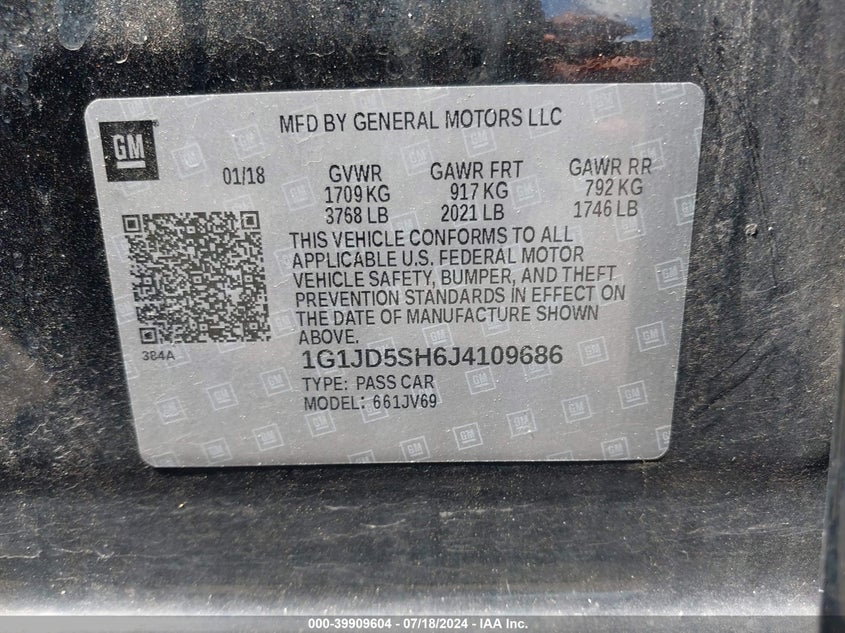 GM
MFD BY GENERAL MOTORS LLC
01/18 GVWR GAWR FRT GAWR RR
1709 KG 917 KG 792 KG
3768 LB 2021 LB 1746 LB
THIS VEHICLE CONFORMS TO ALL
APPLICABLE U.S. FEDERAL MOTOR
VEHICLE SAFETY, BUMPER, AND THEFT
PREVENTION STANDARDS IN EFFECT ON
THE DATE OF MANUFACTURE SHOWN
ABOVE.
384A
1G1JD5SH6J4109686
TYPE: PASS CAR
MODEL: 661JV69
000-39909604 - 07/18/2024 - IAA Inc.